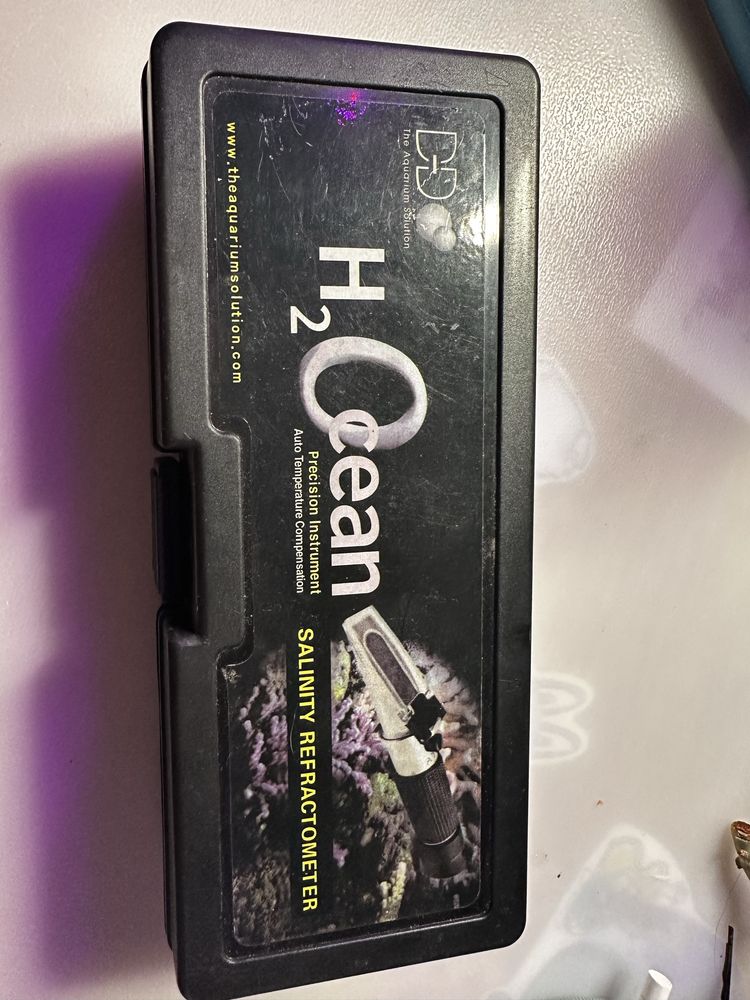 D-D
The Aquarium Solution
H2Ocean
Precision Instrument
Auto Temperature Compensation
SALINITY REFRACTOMETER
www.theaquariumsolution.com